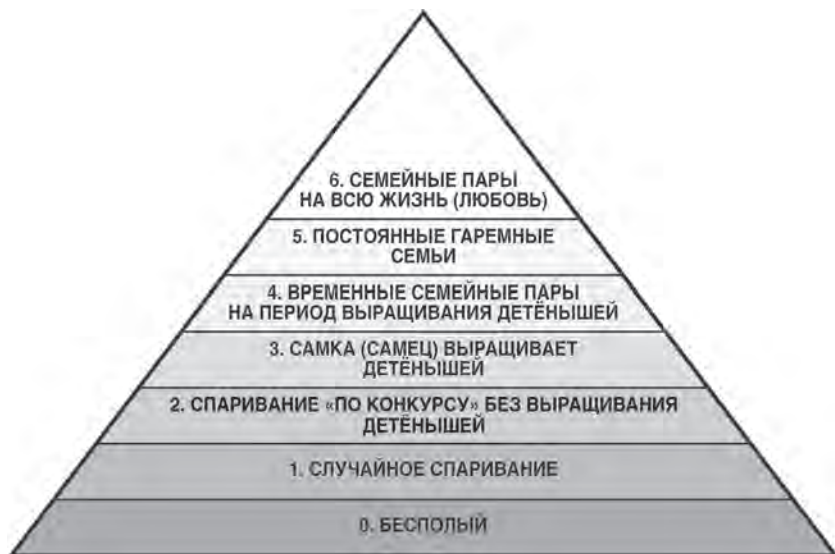 6. СЕМЕЙНЫЕ ПАРЫ
НА ВСЮ ЖИЗНЬ (ЛЮБОВЬ)
5. ПОСТОЯННЫЕ ГАРЕМНЫЕ
СЕМЬИ
4. ВРЕМЕННЫЕ СЕМЕЙНЫЕ ПАРЫ
НА ПЕРИОД ВЫРАЩИВАНИЯ ДЕТЁНЫШЕЙ
3. САМКА (САМЕЦ) ВЫРАЩИВАЕТ
ДЕТЁНЫШЕЙ
2. СПАРИВАНИЕ «ПО КОНКУРСУ» БЕЗ ВЫРАЩИВАНИЯ
ДЕТЁНЫШЕЙ
1. СЛУЧАЙНОЕ СПАРИВАНИЕ
0. БЕСПОЛЫЙ